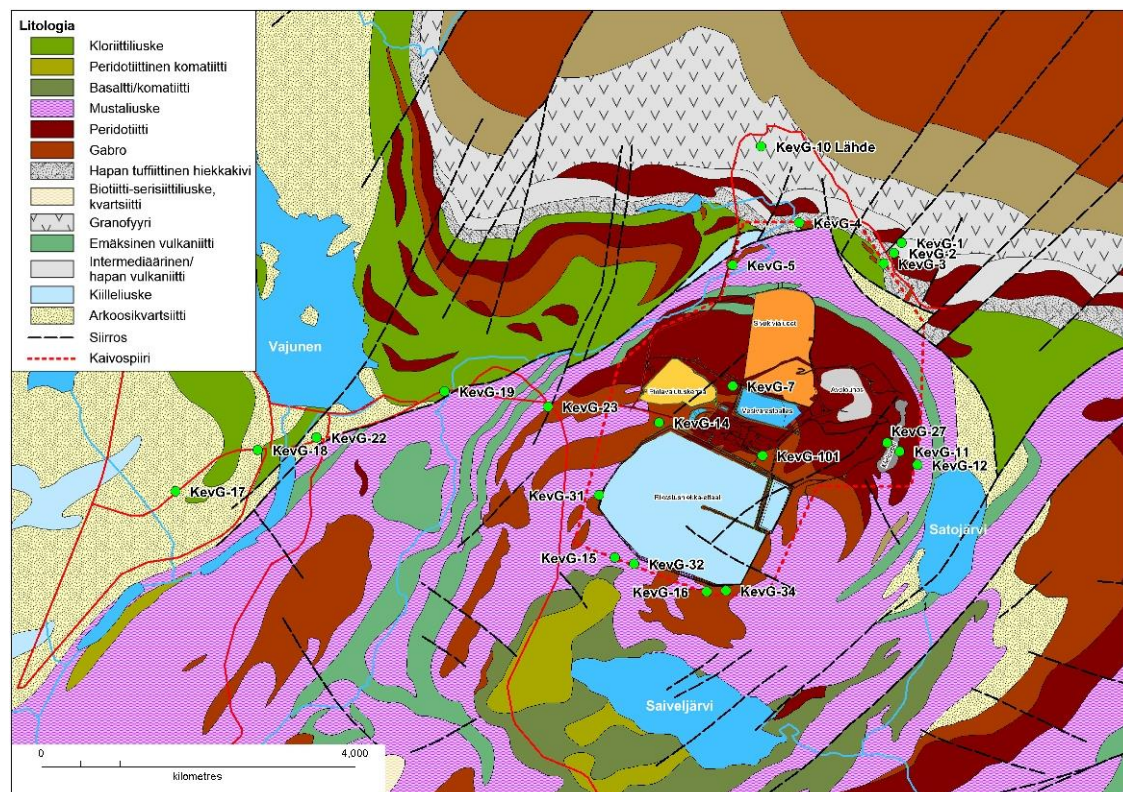 Litologia
Kloriittiliuske
Peridotiittinen komatiitti
Basaltti/komatiitti
Mustaliuske
Peridotiitti
Gabro
Hapan tuffiittinen hiekkakivi
Biotiitti-serisiittiliuske,
kvartsiitti
Granofyyri
Emäksinen vulkaniitti
Intermediäärinen/
hapan vulkaniitti
Kiilleliuske
Arkoosikvartsiitti
Siirros
Kaivospiiri
KevG-10 Lähde
KevG-4
KevG-1
KevG-2
KevG-3
KevG-5
Vajunen
KevG-7
Vesivarastoallas
Avolouhos
KevG-19
KevG-23
KevG-14
KevG-22
KevG-18
KevG-27
KevG-11
KevG-12
KevG-101
KevG-17
KevG-31
Rikastushiekka-altaat
Satojärvi
KevG-15
KevG-32
KevG-16
KevG-34
Saiveljärvi
0
4,000
kilometres